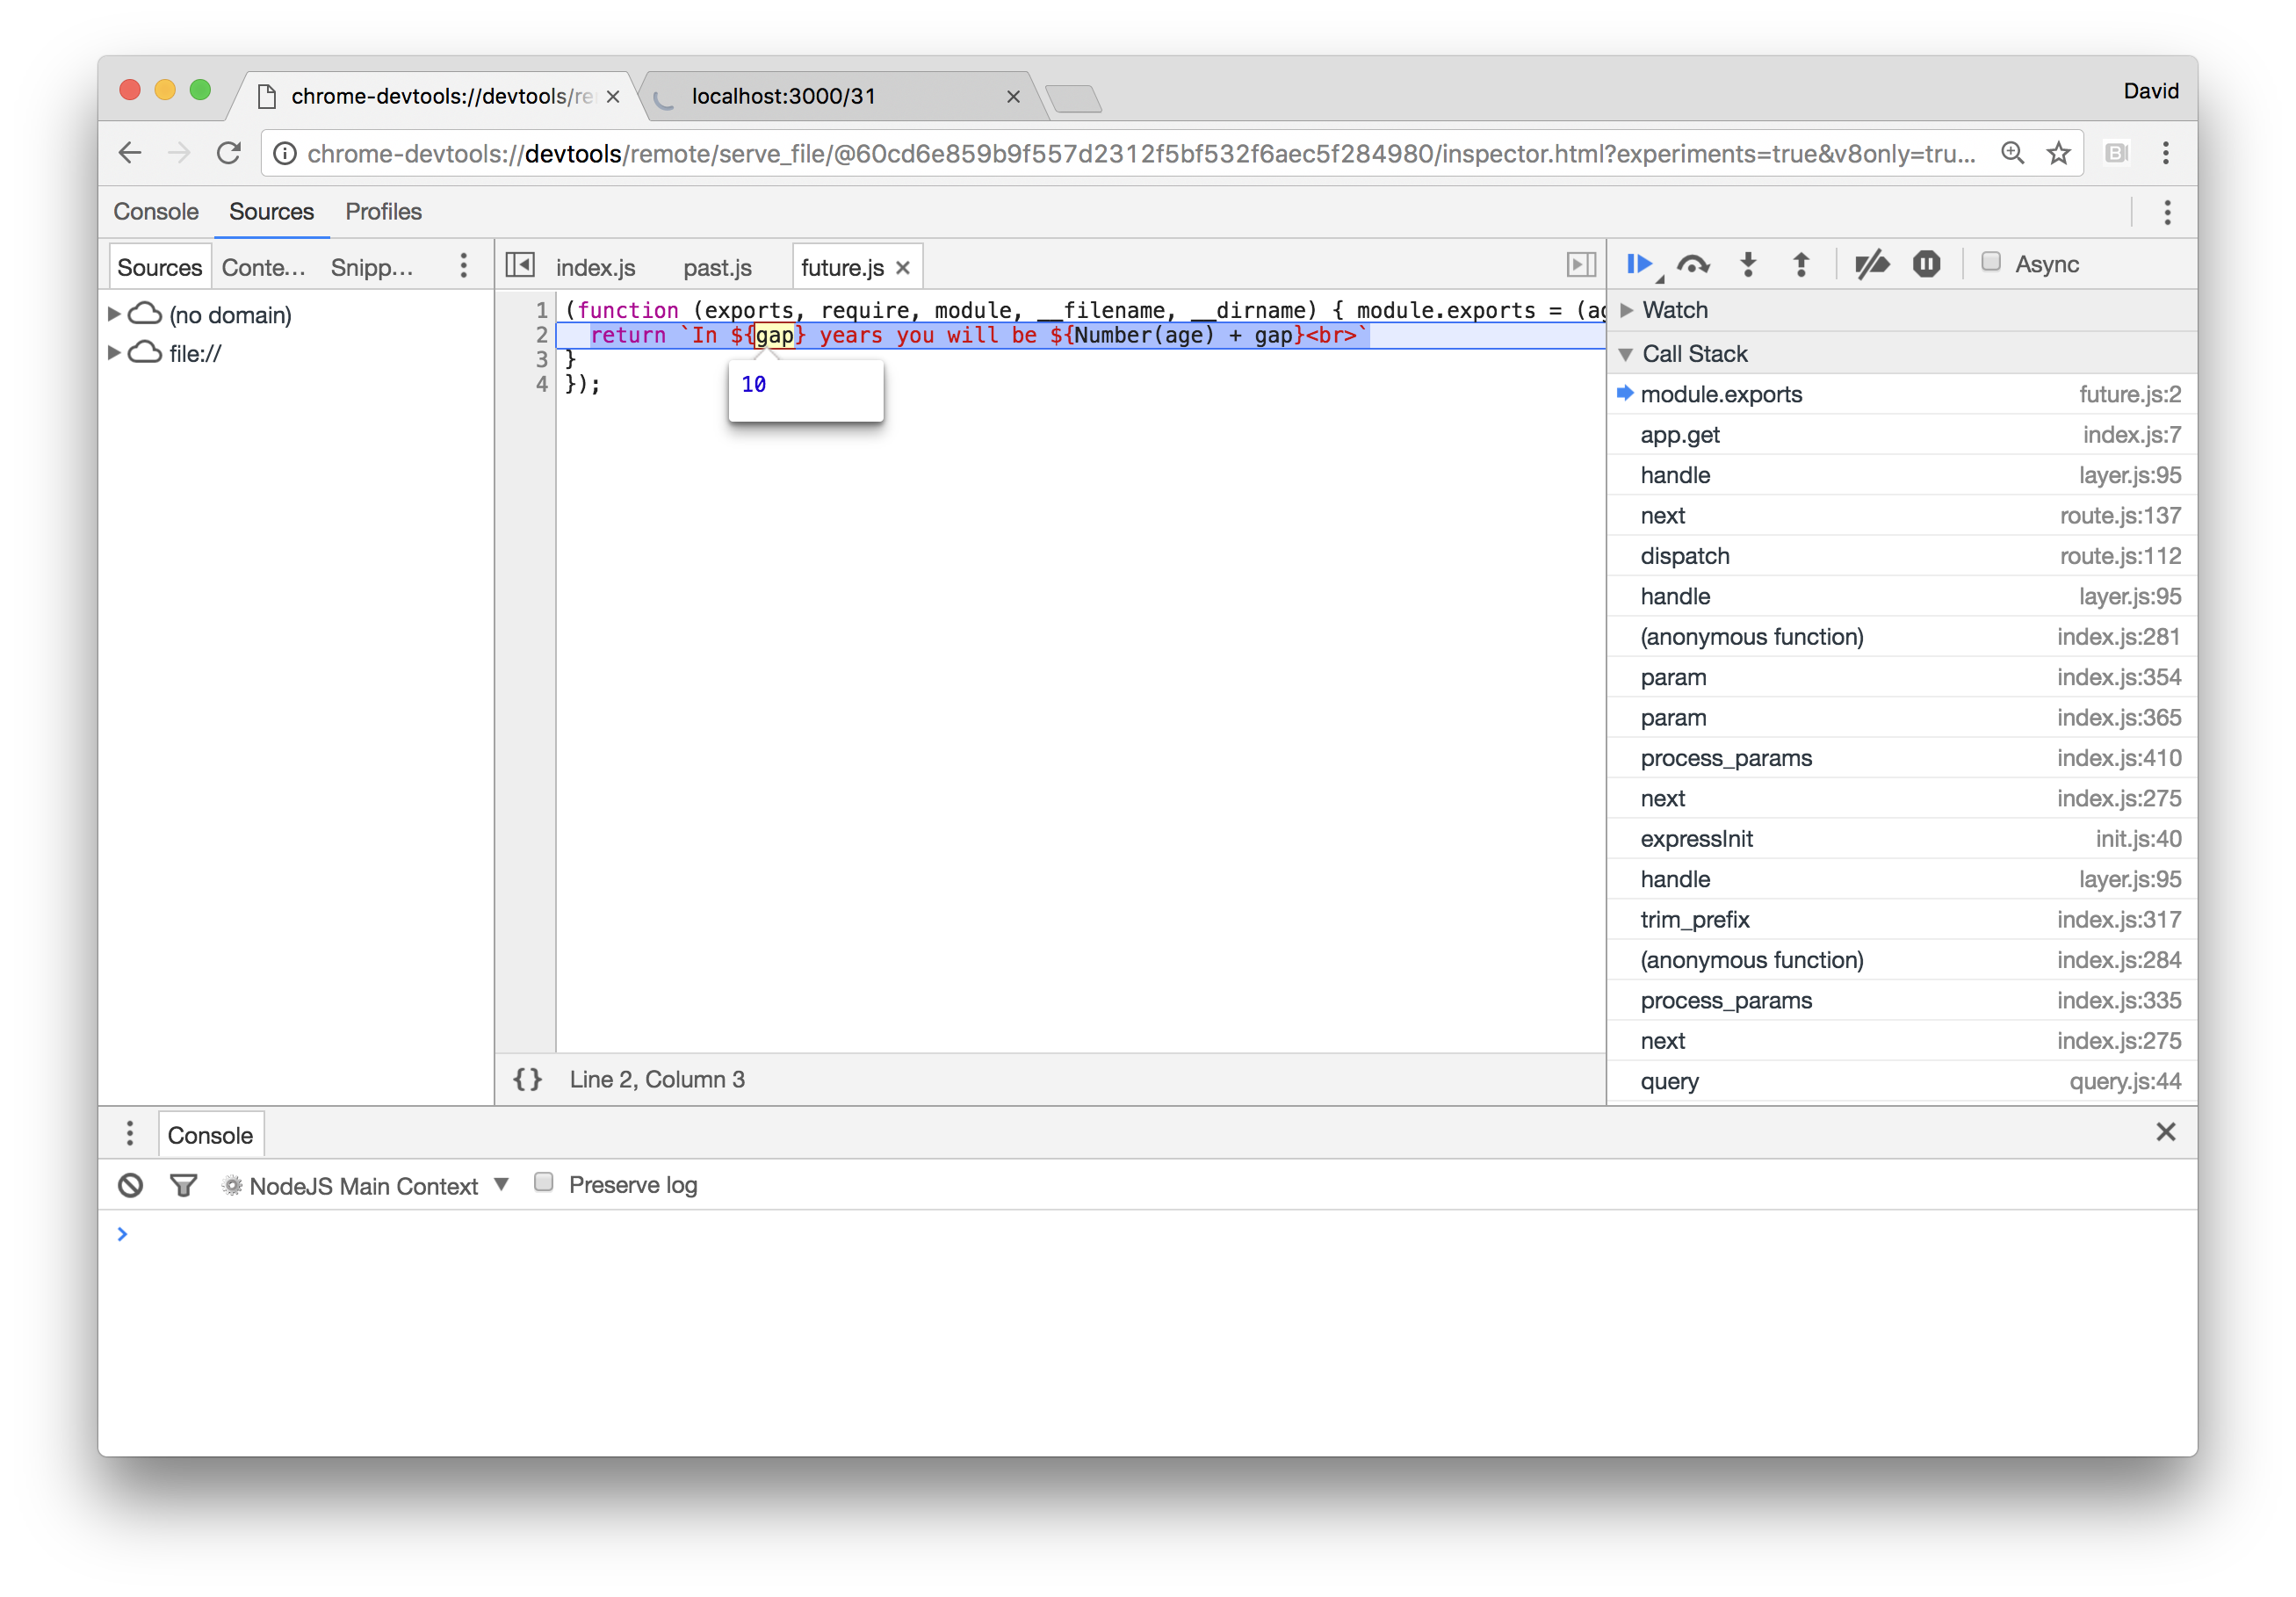 chrome-devtools://devtools/re
localhost:3000/31
David
chrome-devtools://devtools/remote/serve_file/@60cd6e859b9f557d2312f5bf532f6aec5f284980/inspector.html?experiments=true&v8only=tru...
Console Sources Profiles
Sources Conte... Snipp...
(no domain)
file://
index.js past.js future.js
1 (function (exports, require, module, __filename, __dirname) { module.exports = (ag
2 return `In ${gap} years you will be ${Number(age) + gap}<br>`
3 }
4 });
10
Line 2, Column 3
Async
Watch
Call Stack
module.exports future.js:2
app.get index.js:7
handle layer.js:95
next route.js:137
dispatch route.js:112
handle layer.js:95
(anonymous function) index.js:281
param index.js:354
param index.js:365
process_params index.js:410
next index.js:275
expressInit init.js:40
handle layer.js:95
trim_prefix index.js:317
(anonymous function) index.js:284
process_params index.js:335
next index.js:275
query query.js:44
Console
NodeJS Main Context Preserve log